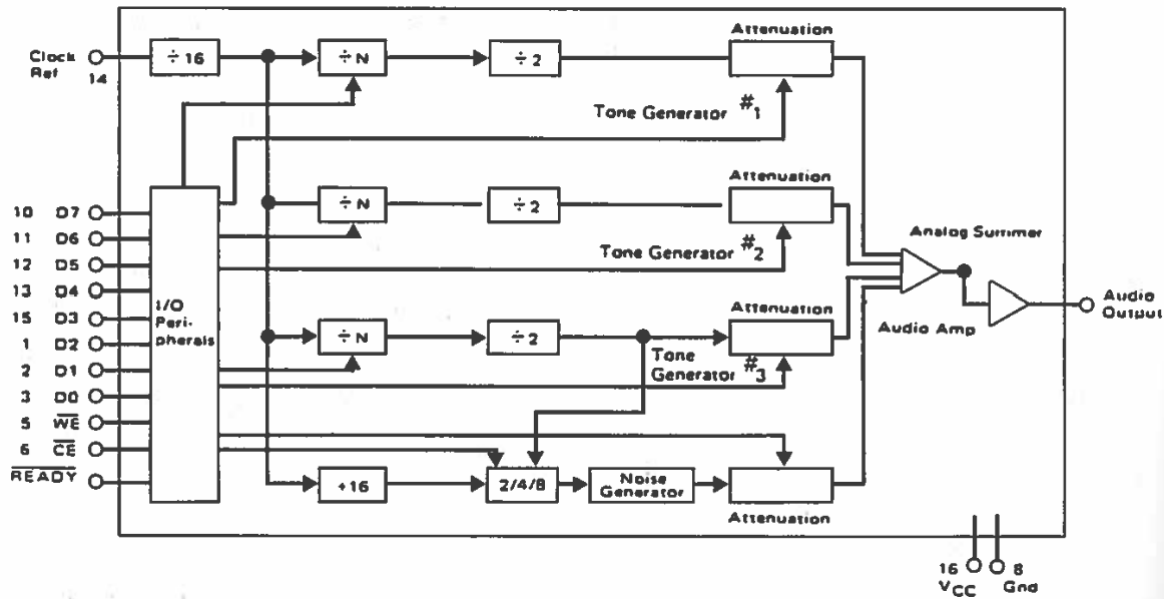 Clock
Ref
14
÷ 16
÷ N
÷ 2
Attenuation
Tone Generator #1
÷ N
÷ 2
Attenuation
Tone Generator #2
10 D7
11 D6
12 D5
13 D4
15 D3
1 D2
2 D1
3 D0
5 WE
6 CE
READY
I/O
Peri-
pherals
÷ N
÷ 2
Attenuation
Tone
Generator #3
+16
2/4/8
Noise
Generator
Attenuation
Analog Summer
Audio Amp
Audio
Output
16
VCC
8
Gnd